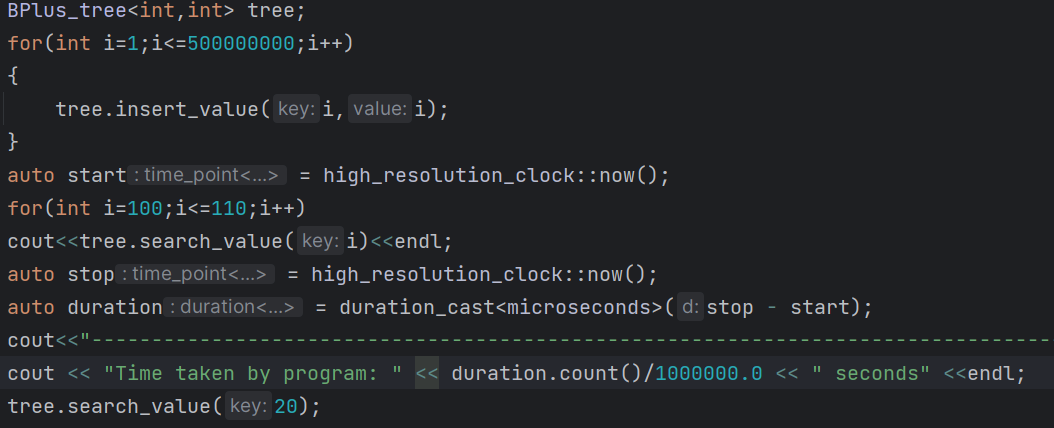 BPlus_tree<int,int> tree;
for(int i=1;i<=500000000;i++)
{
    tree.insert_value( key: i, value: i);
}
auto start : time_point<...> = high_resolution_clock::now();
for(int i=100;i<=110;i++)
cout<<tree.search_value( key: i)<<endl;
auto stop : time_point<...> = high_resolution_clock::now();
auto duration : duration<...> = duration_cast<microseconds>( d: stop - start);
cout<<"--------------------------------------------------------------------------------
cout << "Time taken by program: " << duration.count()/1000000.0 << " seconds" <<endl;
tree.search_value( key: 20);